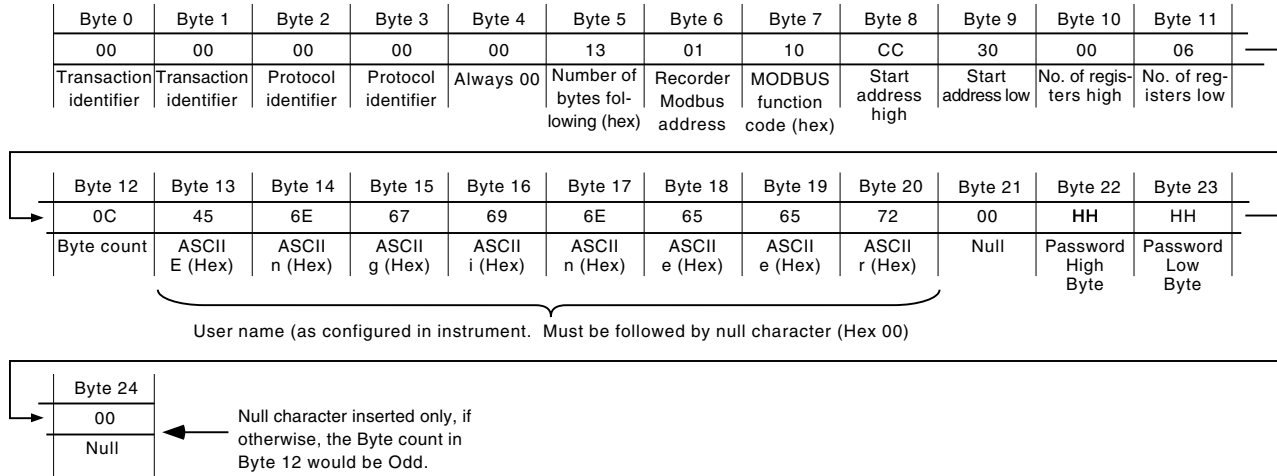 Byte 0 Byte 1 Byte 2 Byte 3 Byte 4 Byte 5 Byte 6 Byte 7 Byte 8 Byte 9 Byte 10 Byte 11
00 00 00 00 00 13 01 10 CC 30 00 06
Transaction Transaction Protocol Protocol Always 00 Number of Recorder MODBUS Start Start No. of regis- No. of reg-
identifier identifier identifier identifier bytes fol- Modbus function address address low ters high isters low
lowing (hex) address code (hex) high
Byte 12 Byte 13 Byte 14 Byte 15 Byte 16 Byte 17 Byte 18 Byte 19 Byte 20 Byte 21 Byte 22 Byte 23
0C 45 6E 67 69 6E 65 65 72 00 HH HH
Byte count ASCII ASCII ASCII ASCII ASCII ASCII ASCII ASCII Null Password Password
E (Hex) n (Hex) g (Hex) i (Hex) n (Hex) e (Hex) e (Hex) r (Hex) High Low
Byte Byte
User name (as configured in instrument. Must be followed by null character (Hex 00)
Byte 24
00
Null
Null character inserted only, if
otherwise, the Byte count in
Byte 12 would be Odd.